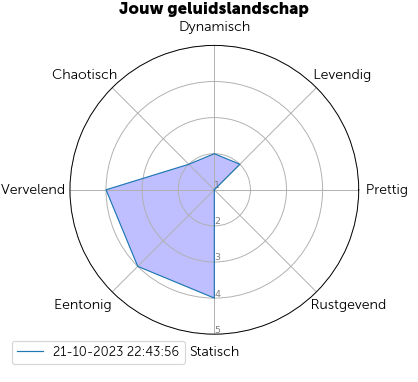 Jouw geluidslandschap
Dynamisch
Chaotisch
Levendig
Vervelend
1
Prettig
2
3
Eentonig
4
Rustgevend
5
21-10-2023 22:43:56
Statisch